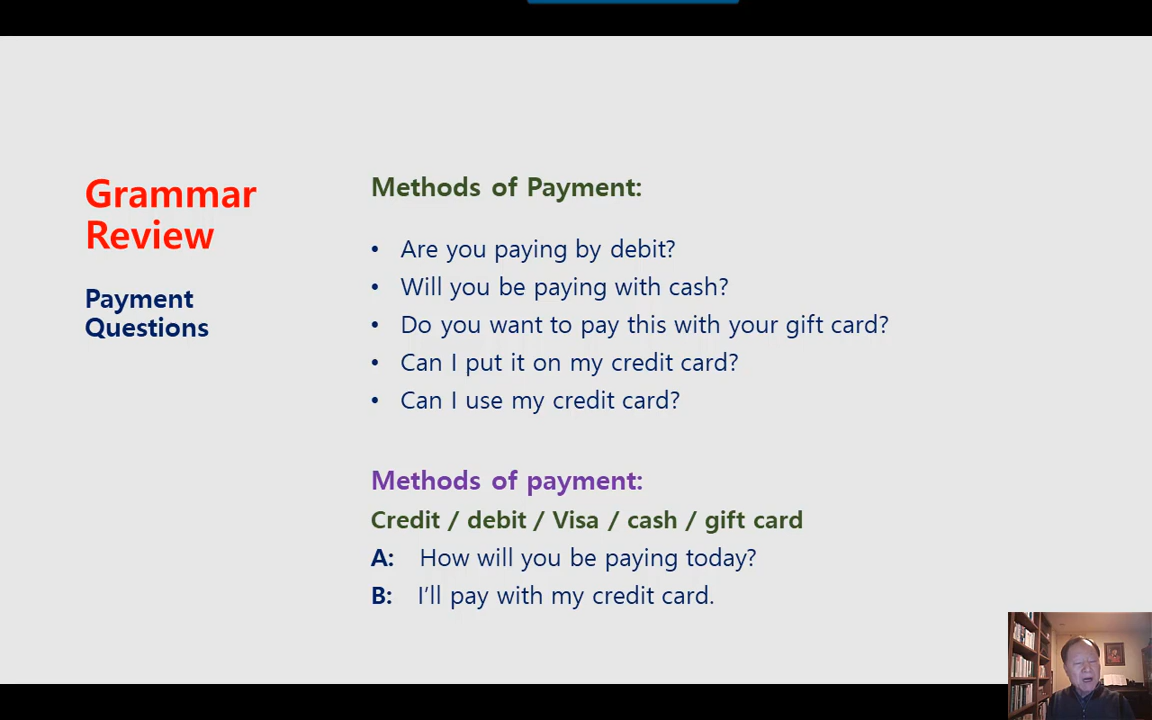 Grammar
Review
Payment
Questions
Methods of Payment:
• Are you paying by debit?
• Will you be paying with cash?
• Do you want to pay this with your gift card?
• Can I put it on my credit card?
• Can I use my credit card?
Methods of payment:
Credit / debit / Visa / cash / gift card
A: How will you be paying today?
B: I’ll pay with my credit card.